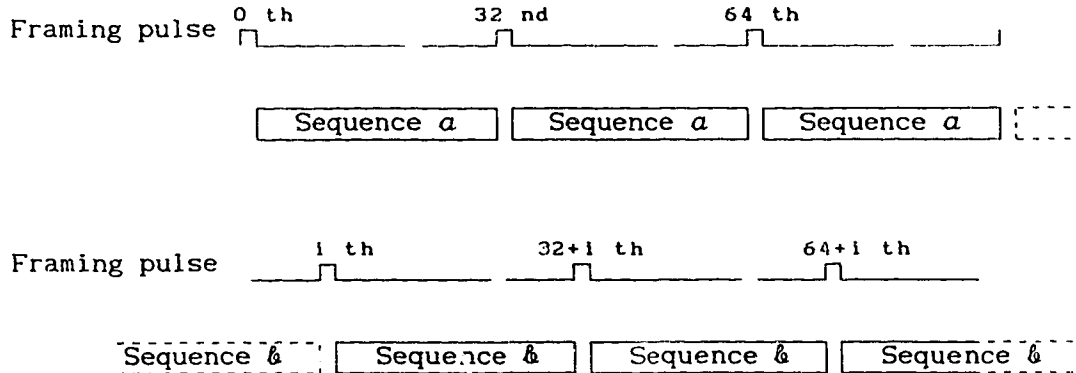 0 th 32 nd 64 th
Framing pulse
Sequence a Sequence a Sequence a
i th 32+i th 64+i th
Framing pulse
Sequence b Sequence b Sequence b Sequence b